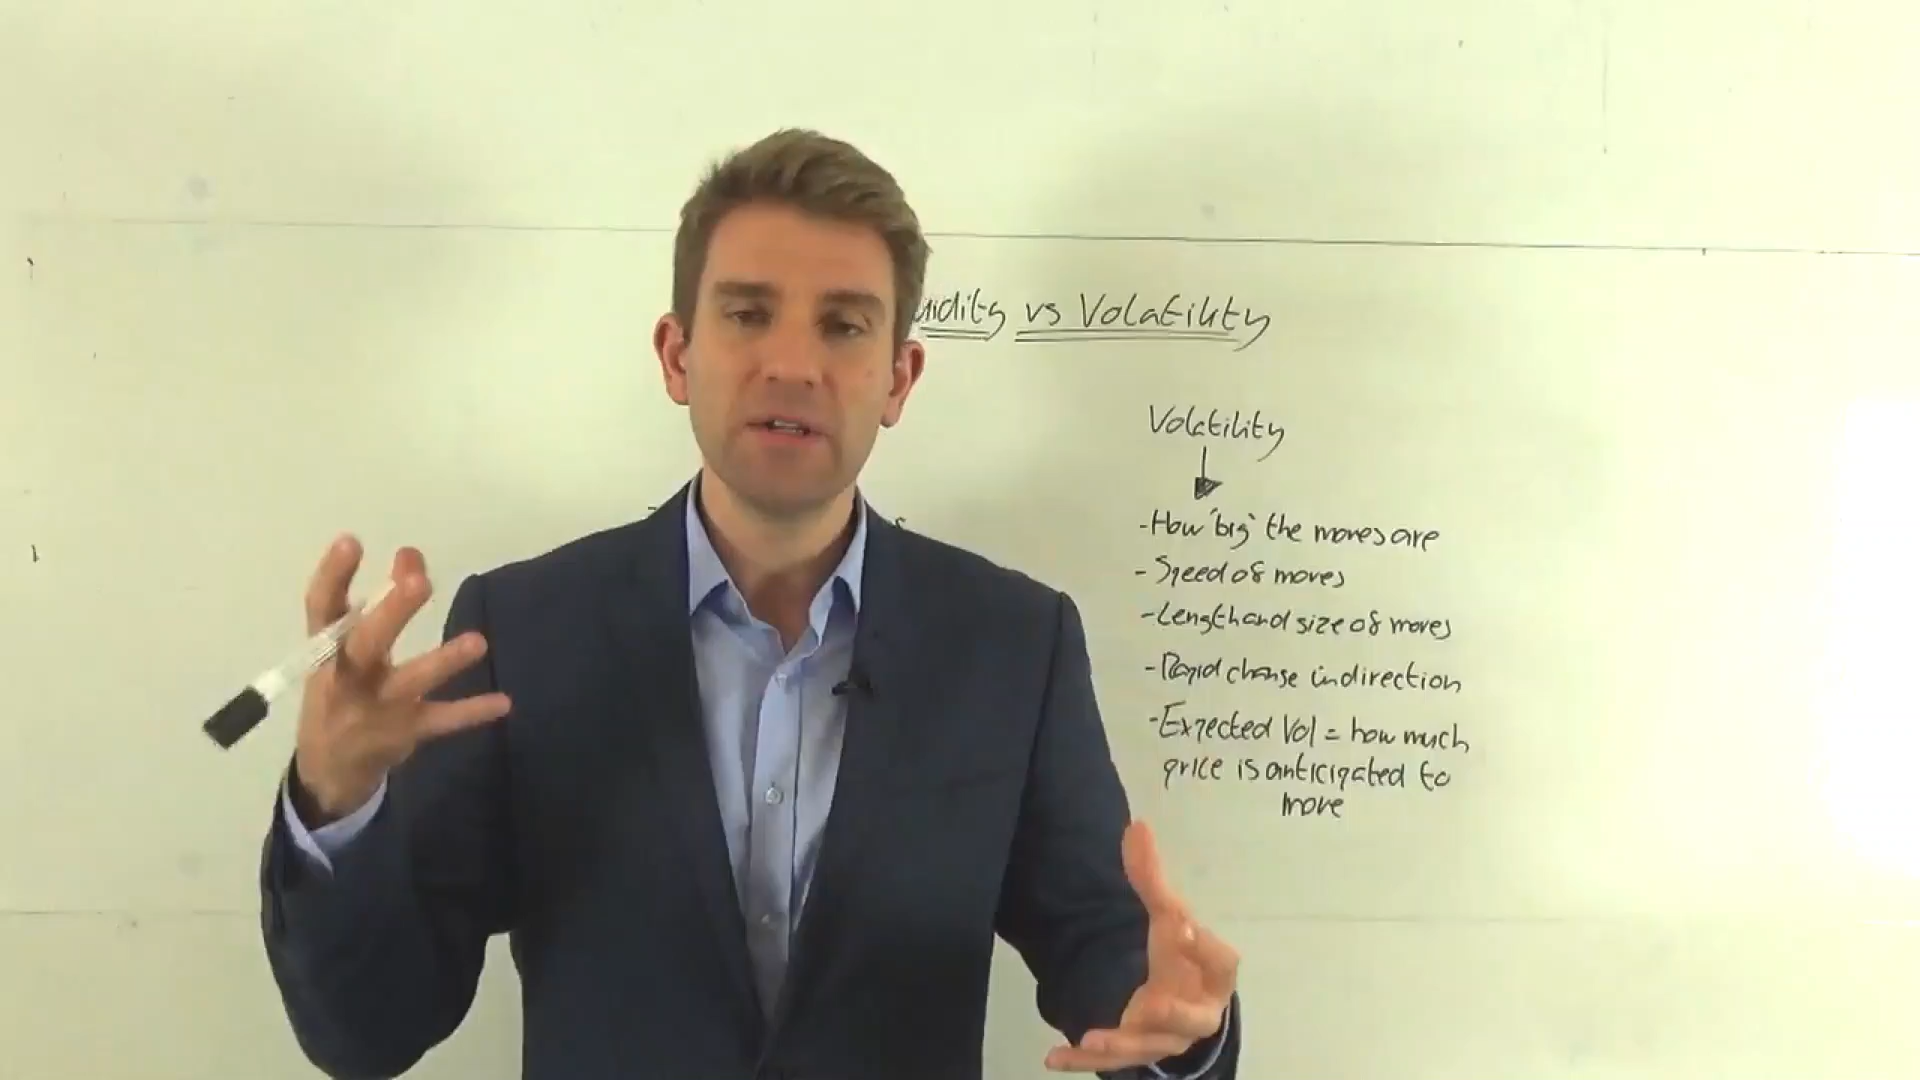 uidity vs Volatility
Volatility
-How 'big' the moves are
- Speed of moves
-Length and size of moves
-Rapid change in direction
-Expected Vol = how much
price is anticipated to
move